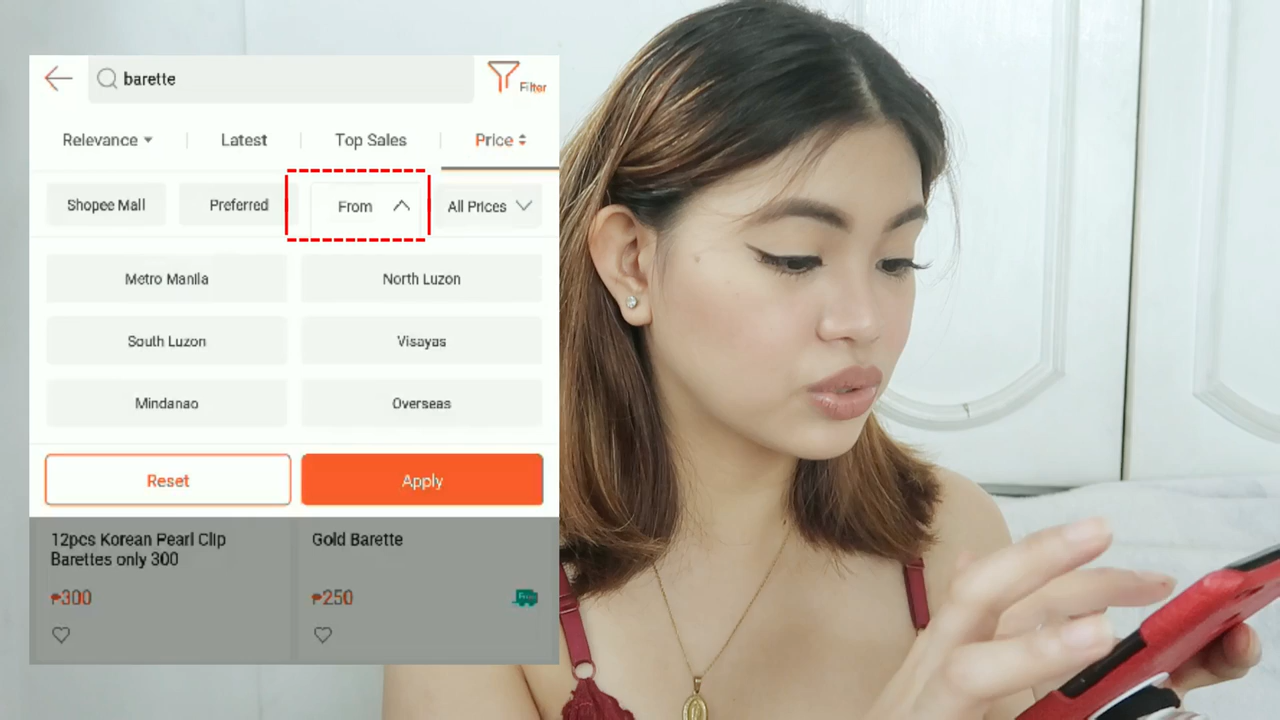 barette
Filter
Relevance
Latest
Top Sales
Price
Shopee Mall
Preferred
From
All Prices
Metro Manila
North Luzon
South Luzon
Visayas
Mindanao
Overseas
Reset
Apply
12pcs Korean Pearl Clip
Barettes only 300
Gold Barette
₱300
₱250